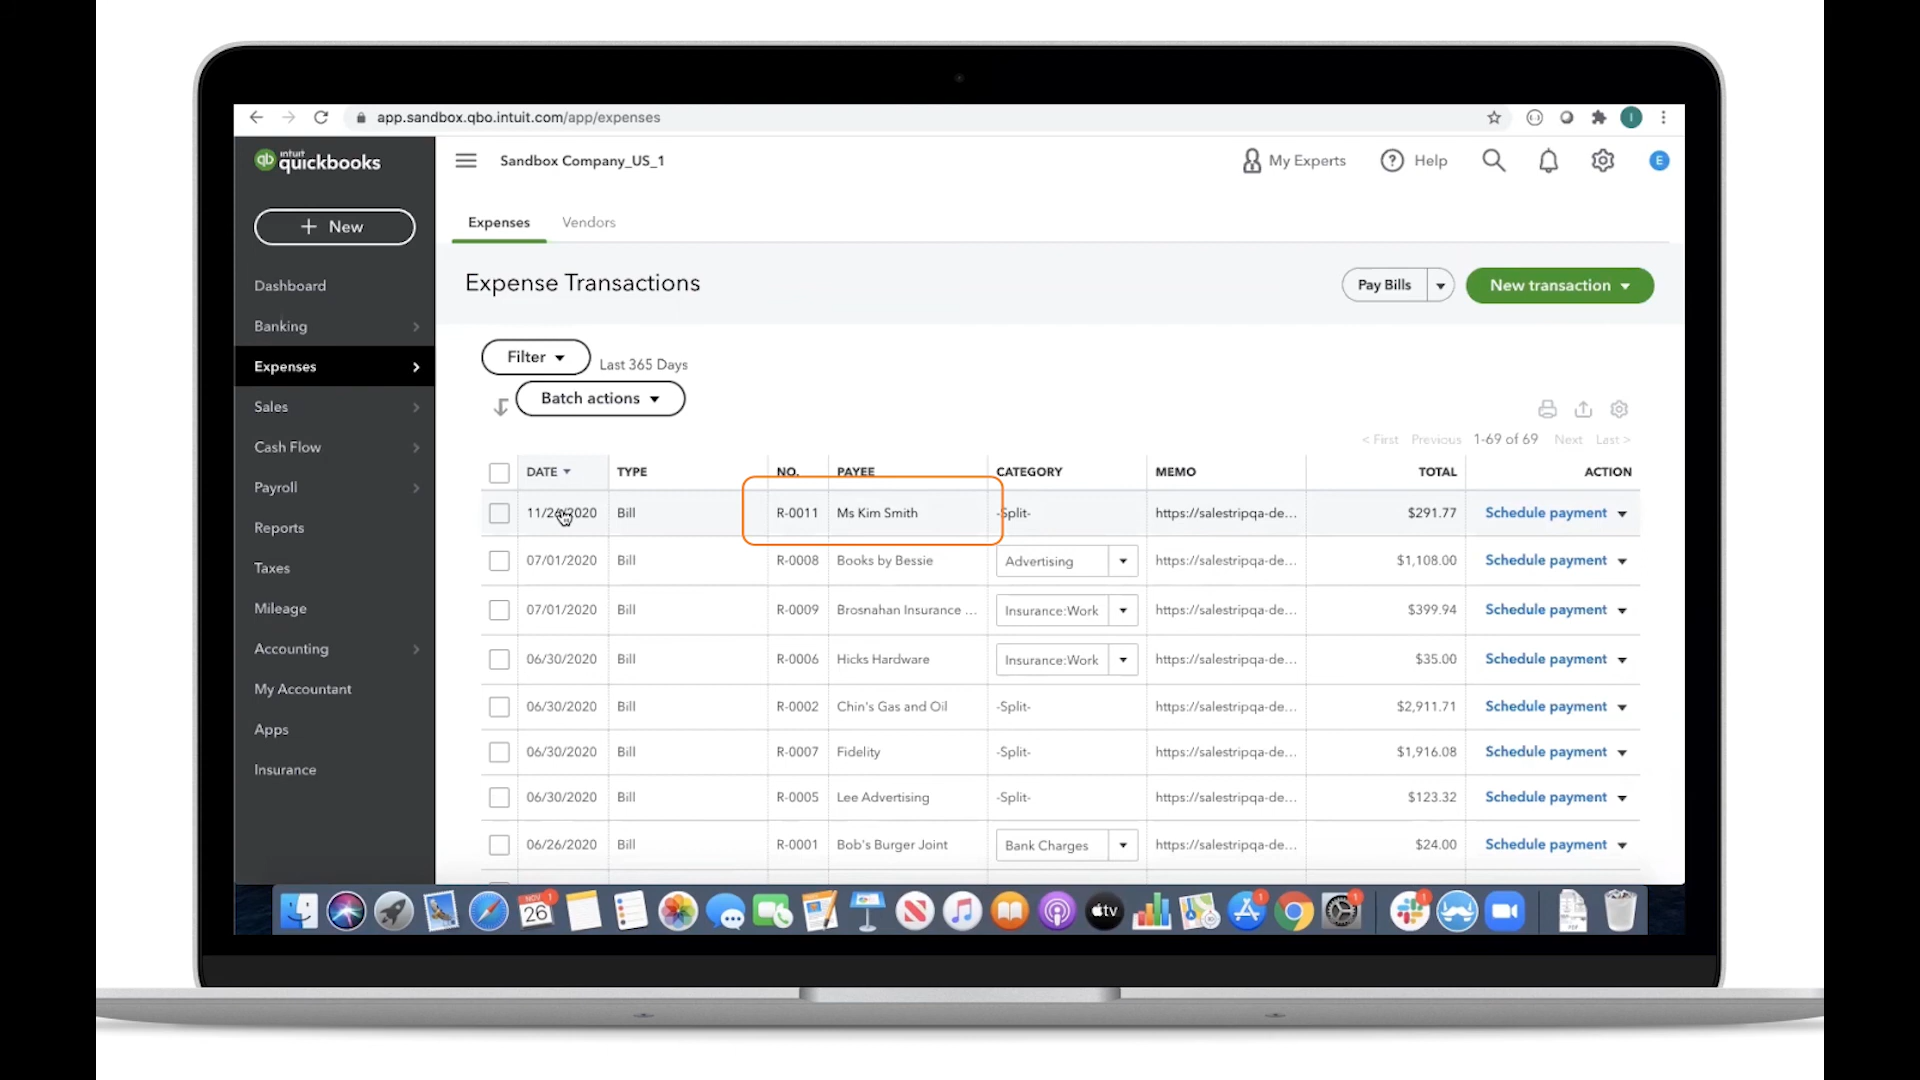 app.sandbox.qbo.intuit.com/app/expenses
I
qb intuit quickbooks
Sandbox Company_US_1
My Experts
? Help
E
+ New
Expenses Vendors
Dashboard
Banking
Expenses
Sales
Cash Flow
Payroll
Reports
Taxes
Mileage
Accounting
My Accountant
Apps
Insurance
Expense Transactions
Pay Bills
New transaction
Filter
Last 365 Days
Batch actions
< First Previous 1-69 of 69 Next Last >
DATE TYPE NO. PAYEE CATEGORY MEMO TOTAL ACTION
Bill R-0011 Ms Kim Smith -Split- https://salestripqa-de... $291.77 Schedule payment
07/01/2020 Bill R-0008 Books by Bessie Advertising https://salestripqa-de... $1,108.00 Schedule payment
07/01/2020 Bill R-0009 Brosnahan Insurance ... Insurance:Work https://salestripqa-de... $399.94 Schedule payment
06/30/2020 Bill R-0006 Hicks Hardware Insurance:Work https://salestripqa-de... $35.00 Schedule payment
06/30/2020 Bill R-0002 Chin's Gas and Oil -Split- https://salestripqa-de... $2,911.71 Schedule payment
06/30/2020 Bill R-0007 Fidelity -Split- https://salestripqa-de... $1,916.08 Schedule payment
06/30/2020 Bill R-0005 Lee Advertising -Split- https://salestripqa-de... $123.32 Schedule payment
06/26/2020 Bill R-0001 Bob's Burger Joint Bank Charges https://salestripqa-de... $24.00 Schedule payment
NOV
26
1
tv
1
1
1
PDF